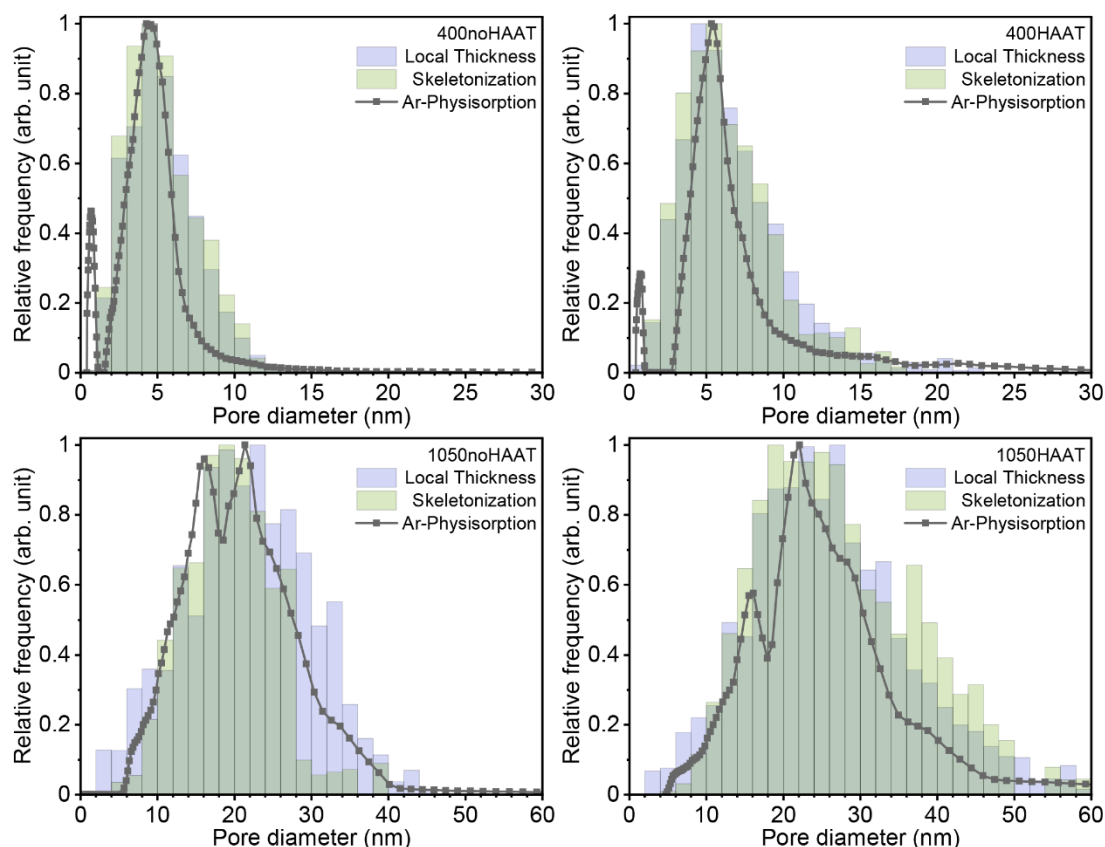 400noHAAT
Local Thickness
Skeletonization
Ar-Physisorption
Relative frequency (arb. unit)
1
0.8
0.6
0.4
0.2
0
0 5 10 15 20 25 30
Pore diameter (nm)
400HAAT
Local Thickness
Skeletonization
Ar-Physisorption
Relative frequency (arb. unit)
1
0.8
0.6
0.4
0.2
0
0 5 10 15 20 25 30
Pore diameter (nm)
1050noHAAT
Local Thickness
Skeletonization
Ar-Physisorption
Relative frequency (arb. unit)
1
0.8
0.6
0.4
0.2
0
0 10 20 30 40 50 60
Pore diameter (nm)
1050HAAT
Local Thickness
Skeletonization
Ar-Physisorption
Relative frequency (arb. unit)
1
0.8
0.6
0.4
0.2
0
0 10 20 30 40 50 60
Pore diameter (nm)